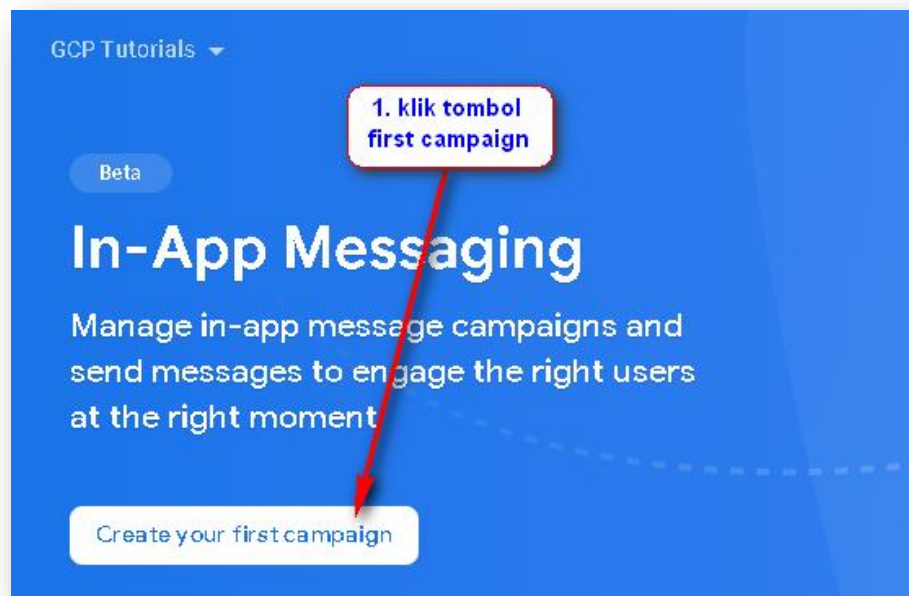 GCP Tutorials
1. klik tombol
first campaign
Beta
In-App Messaging
Manage in-app message campaigns and
send messages to engage the right users
at the right moment
Create your first campaign